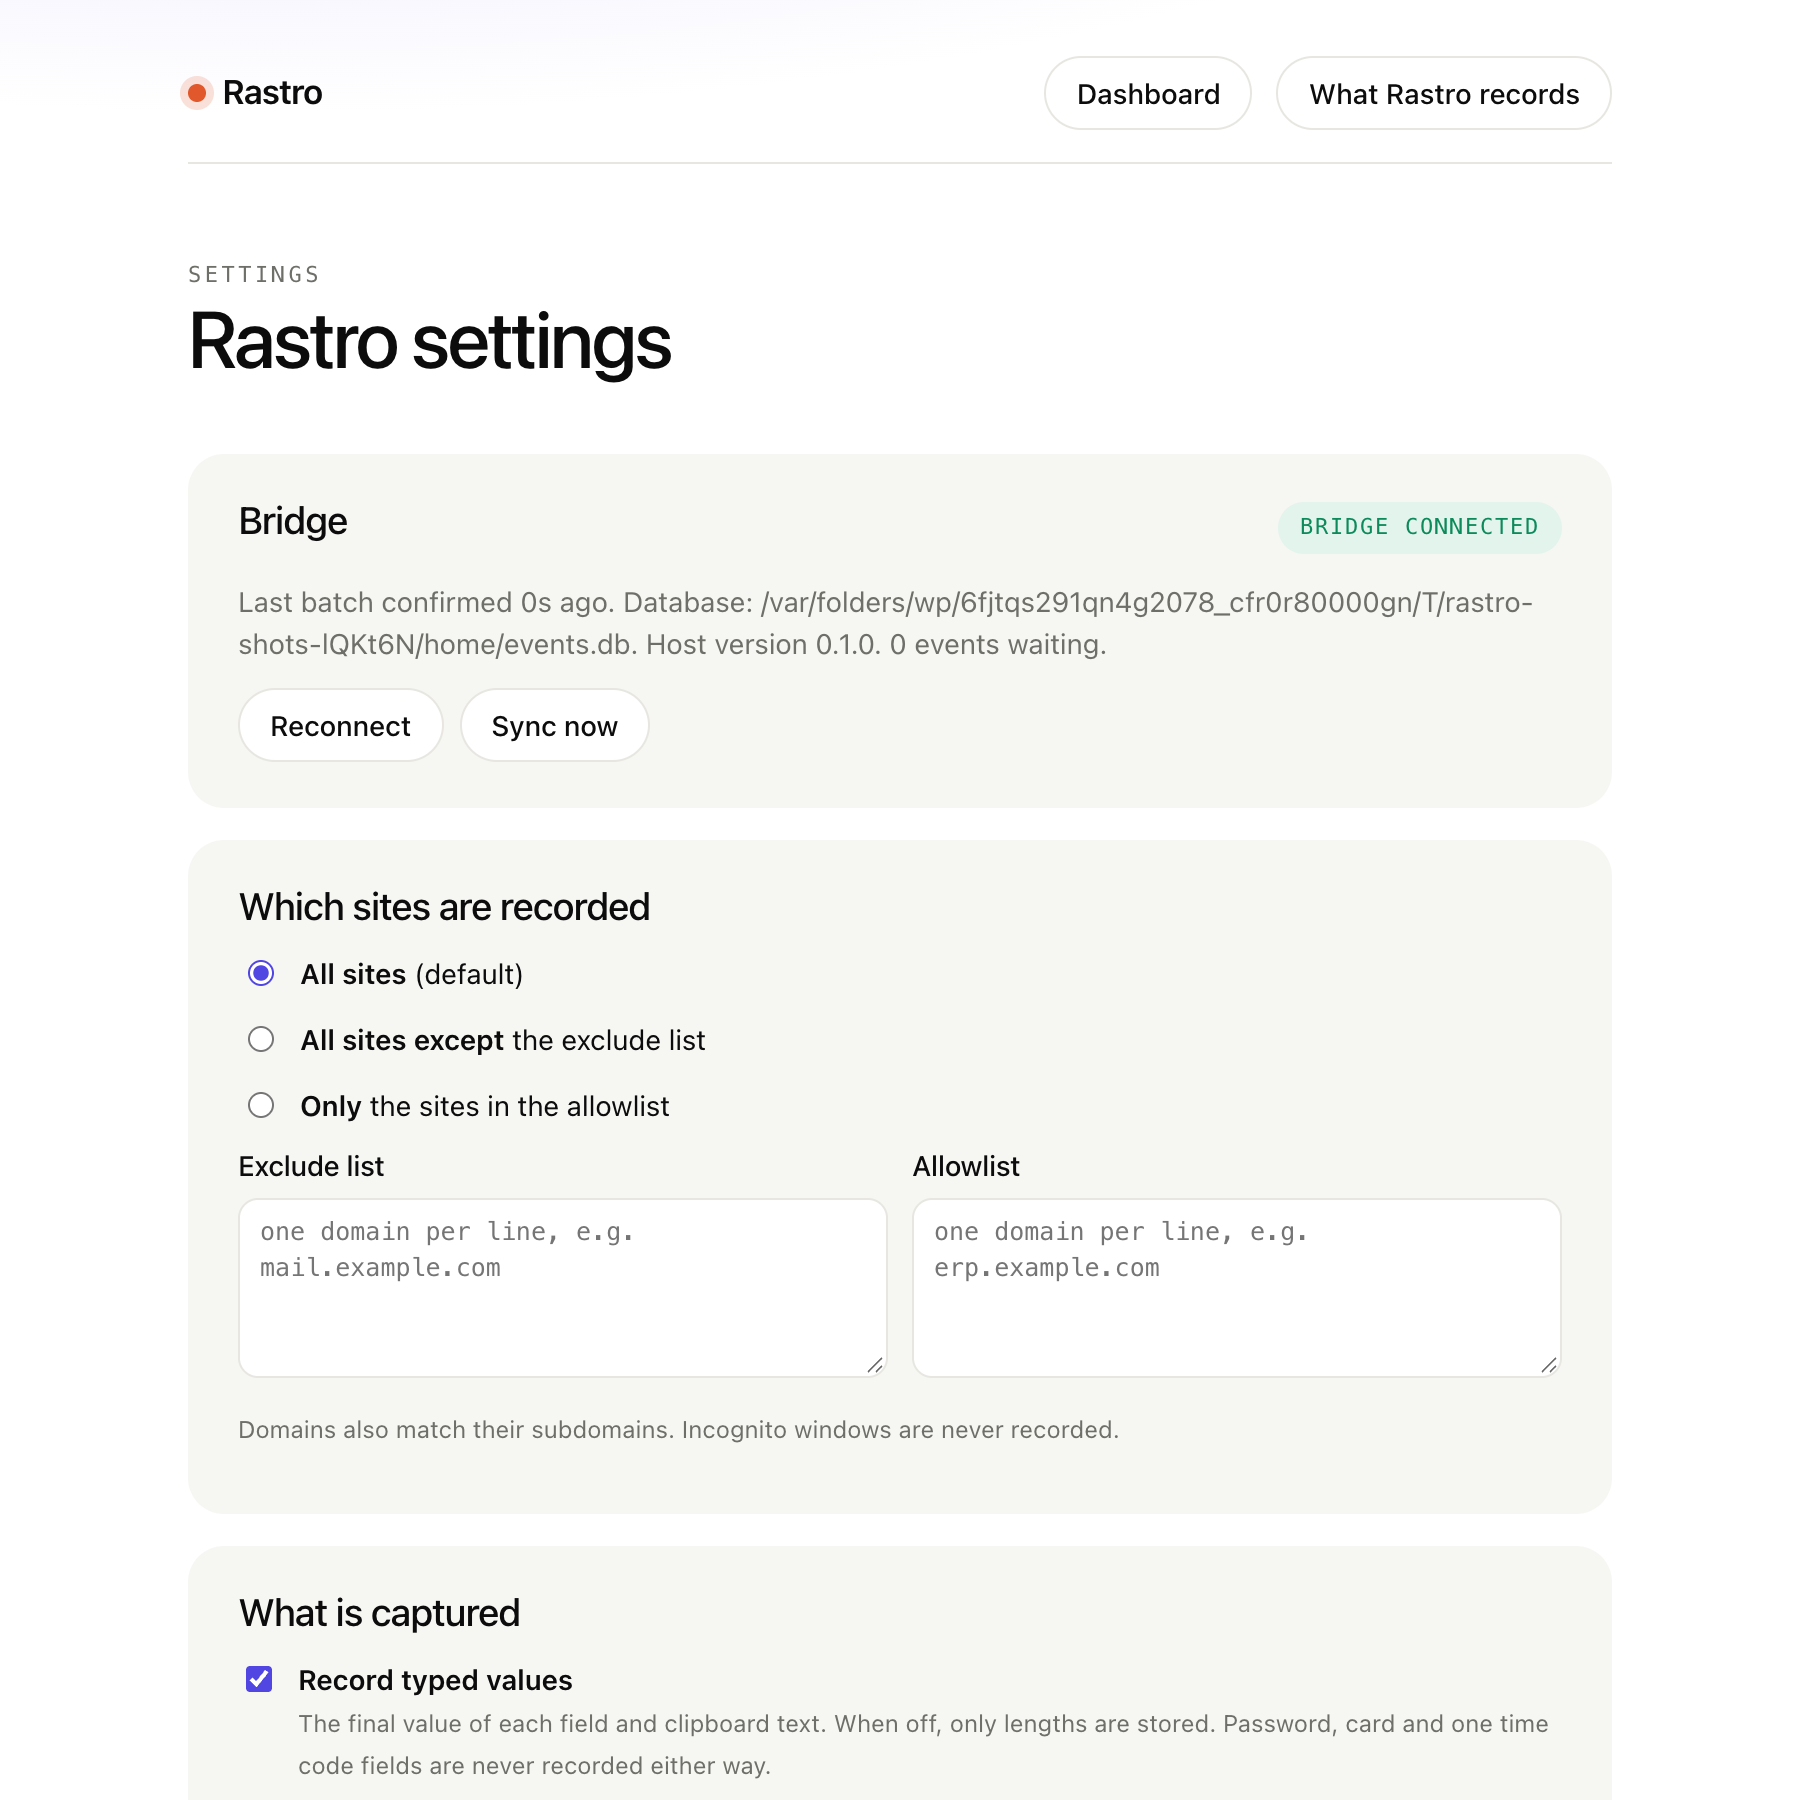 Rastro
Dashboard
What Rastro records
SETTINGS
Rastro settings
Bridge
BRIDGE CONNECTED
Last batch confirmed 0s ago. Database: /var/folders/wp/6fjtqs291qn4g2078_cfr0r80000gn/T/rastro-
shots-lQKt6N/home/events.db. Host version 0.1.0. 0 events waiting.
Reconnect
Sync now
Which sites are recorded
All sites (default)
All sites except the exclude list
Only the sites in the allowlist
Exclude list
Allowlist
one domain per line, e.g.
mail.example.com
one domain per line, e.g.
erp.example.com
Domains also match their subdomains. Incognito windows are never recorded.
What is captured
Record typed values
The final value of each field and clipboard text. When off, only lengths are stored. Password, card and one time
code fields are never recorded either way.